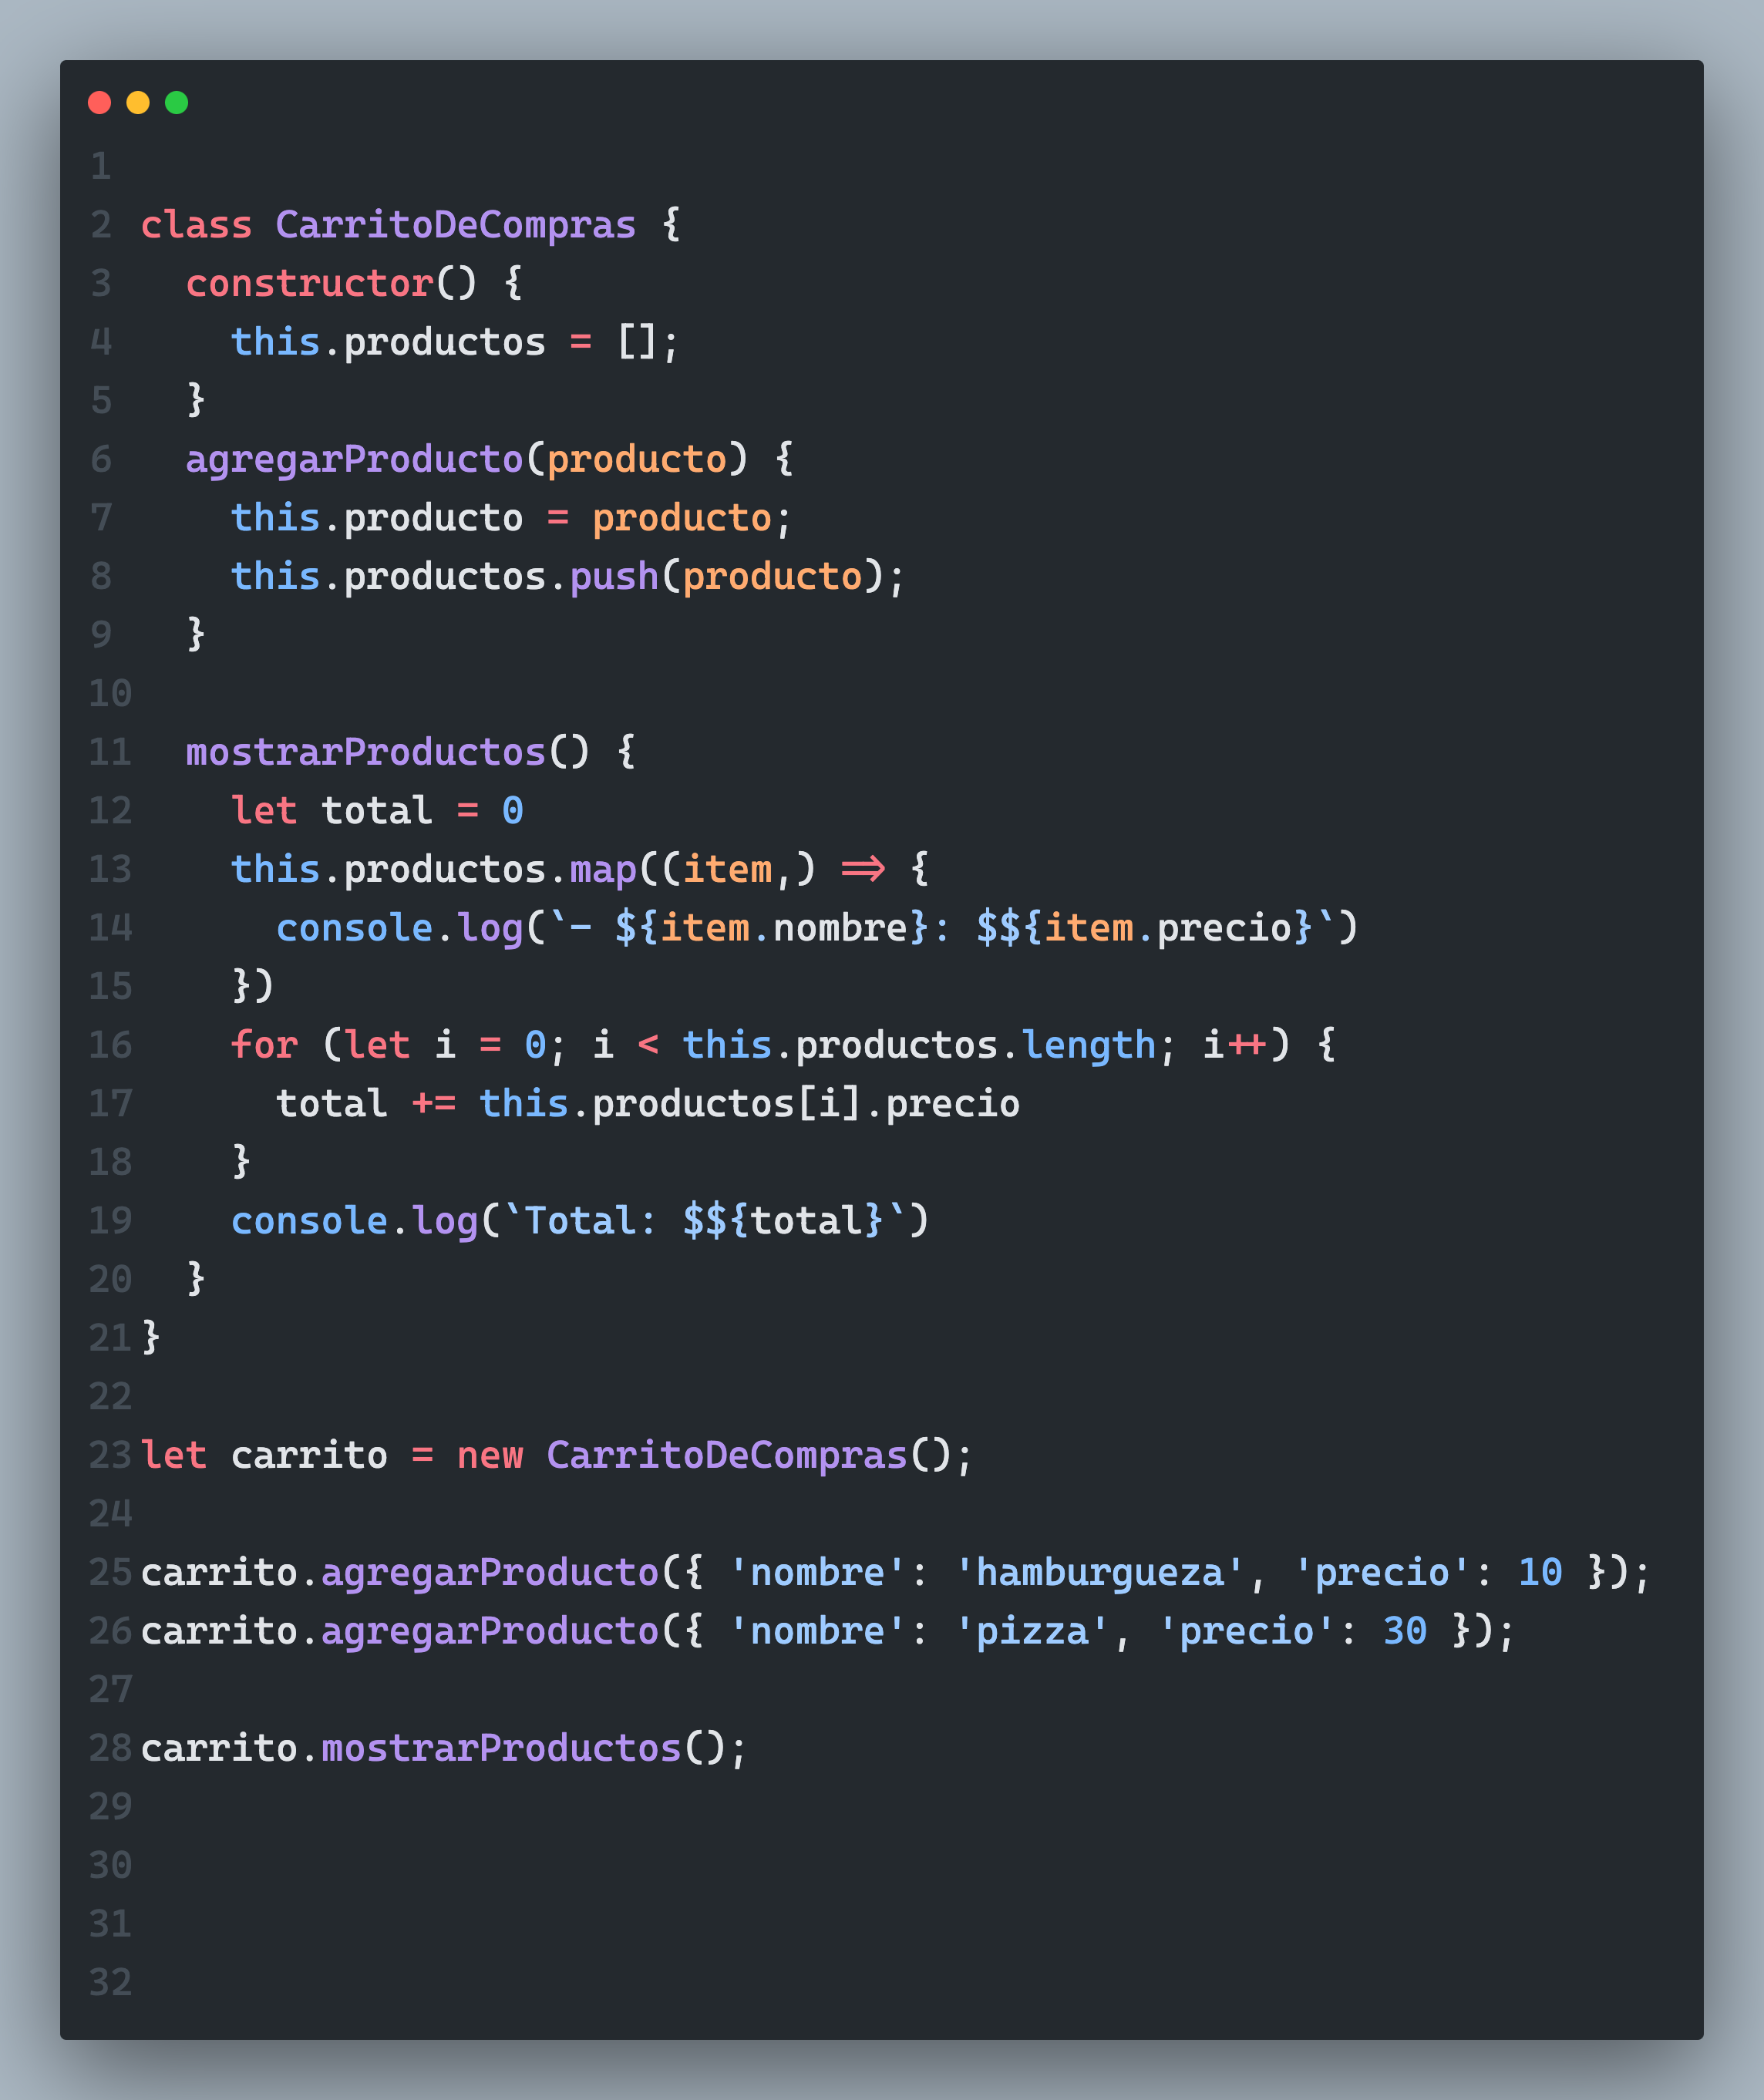 1
2 class CarritoDeCompras {
3   constructor() {
4     this.productos = [];
5   }
6   agregarProducto(producto) {
7     this.producto = producto;
8     this.productos.push(producto);
9   }
10
11   mostrarProductos() {
12     let total = 0
13     this.productos.map((item,) => {
14       console.log(`- ${item.nombre}: $${item.precio}`)
15     })
16     for (let i = 0; i < this.productos.length; i++) {
17       total += this.productos[i].precio
18     }
19     console.log(`Total: $${total}`)
20   }
21 }
22
23 let carrito = new CarritoDeCompras();
24
25 carrito.agregarProducto({ 'nombre': 'hamburgueza', 'precio': 10 });
26 carrito.agregarProducto({ 'nombre': 'pizza', 'precio': 30 });
27
28 carrito.mostrarProductos();
29
30
31
32